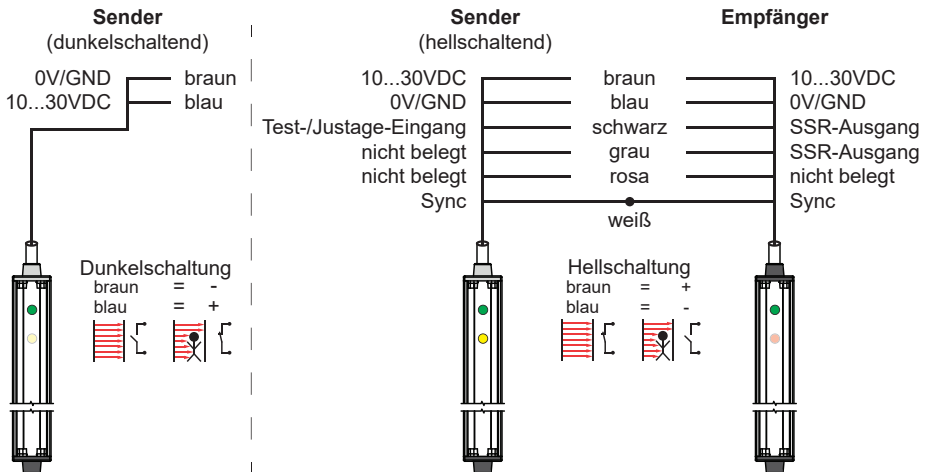 Sender
(dunkelschaltend)
0V/GND braun
10...30VDC blau
Dunkelschaltung
braun = -
blau = +
Sender
(hellschaltend)
Empfänger
10...30VDC braun 10...30VDC
0V/GND blau 0V/GND
Test-/Justage-Eingang schwarz SSR-Ausgang
nicht belegt grau SSR-Ausgang
nicht belegt rosa nicht belegt
Sync weiß Sync
Hellschaltung
braun = +
blau = -